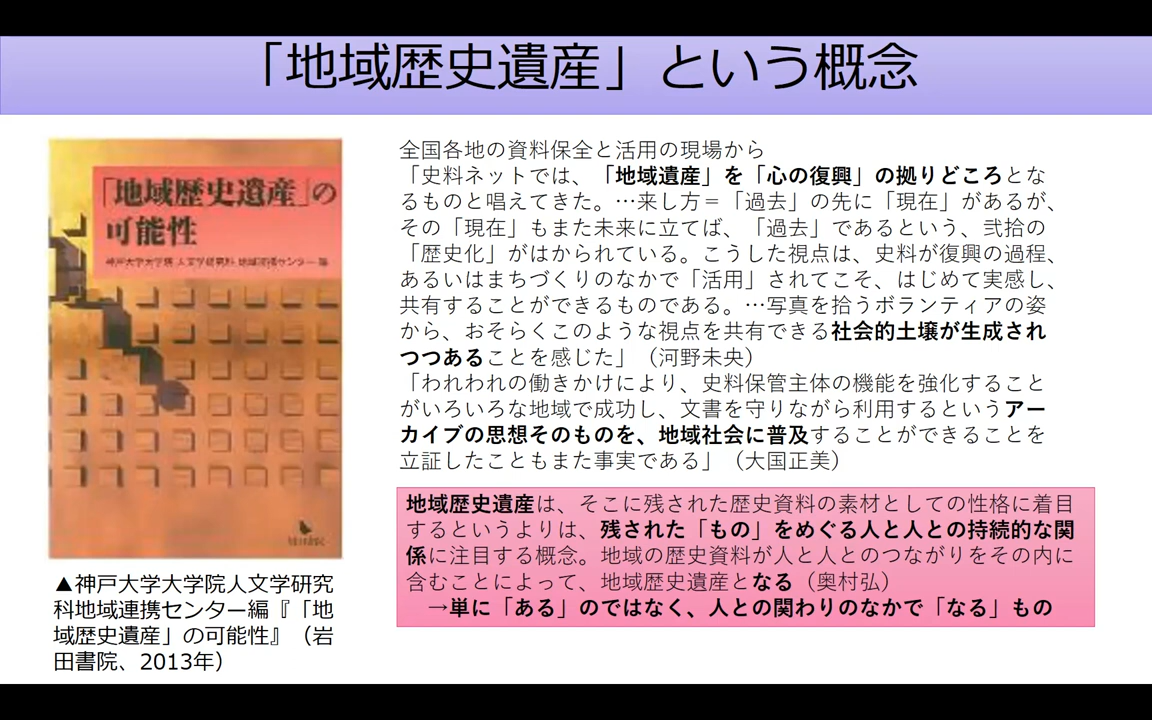 「地域歴史遺産」という概念
「地域歴史遺産」の
可能性
神戸大学大学院 人文学研究科 地域連携センター 編
▲神戸大学大学院人文学研究
科地域連携センター編『「地
域歴史遺産」の可能性』（岩
田書院、2013年）
全国各地の資料保全と活用の現場から
「史料ネットでは、「地域遺産」を「心の復興」の拠りどころとな
るものと唱えてきた。…来し方＝「過去」の先に「現在」があるが、
その「現在」もまた未来に立てば、「過去」であるという、弐拾の
「歴史化」がはかられている。こうした視点は、史料が復興の過程、
あるいはまちづくりのなかで「活用」されてこそ、はじめて実感し、
共有することができるものである。…写真を拾うボランティアの姿
から、おそらくこのような視点を共有できる社会的土壌が生成され
つつあることを感じた」（河野未央）
「われわれの働きかけにより、史料保管主体の機能を強化すること
がいろいろな地域で成功し、文書を守りながら利用するというアー
カイブの思想そのものを、地域社会に普及することができることを
立証したこともまた事実である」（大国正美）
地域歴史遺産は、そこに残された歴史資料の素材としての性格に着目
するというよりは、残された「もの」をめぐる人と人との持続的な関
係に注目する概念。地域の歴史資料が人と人とのつながりをその内に
含むことによって、地域歴史遺産となる（奥村弘）
→単に「ある」のではなく、人との関わりのなかで「なる」もの